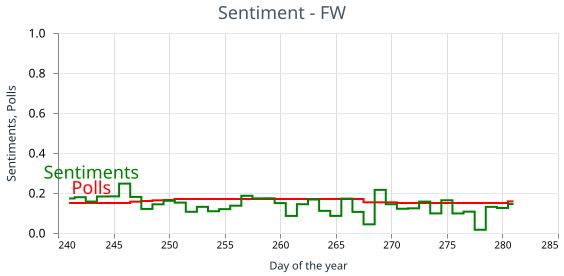 Sentiment - FW
1.0
0.8
0.6
0.4
0.2
0.0
Sentiments, Polls
Sentiments
Polls
240 245 250 255 260 265 270 275 280 285
Day of the year